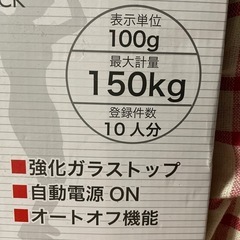 CK
表示単位
100g
最大計量
150kg
登録件数
10人分
■強化ガラストップ
■自動電源ON
■オートオフ機能